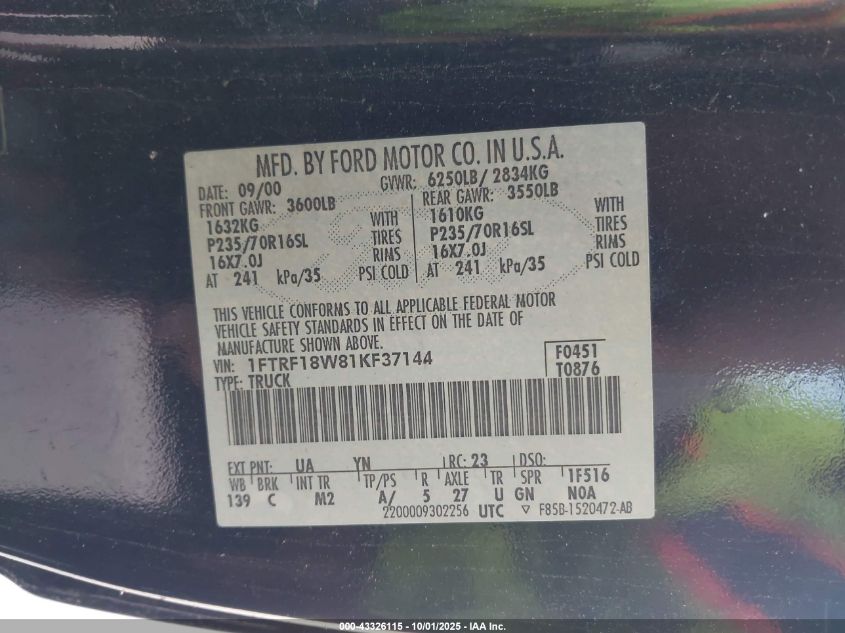 MFD. BY FORD MOTOR CO. IN U.S.A.
DATE: 09/00 GVWR: 6250LB/ 2834KG
FRONT GAWR: 3600LB REAR GAWR: 3550LB
1632KG WITH 1610KG WITH
P235/70R16SL TIRES P235/70R16SL TIRES
16X7.0J RIMS 16X7.0J RIMS
AT 241 kPa/35 PSI COLD AT 241 kPa/35 PSI COLD
THIS VEHICLE CONFORMS TO ALL APPLICABLE FEDERAL MOTOR
VEHICLE SAFETY STANDARDS IN EFFECT ON THE DATE OF
MANUFACTURE SHOWN ABOVE.
VIN: 1FTRF18W81KF37144 F0451
TYPE: TRUCK T0876
EXT PNT: UA YN RC: 23 DSO:
WB BRK INT TR TP/PS R AXLE TR SPR 1F516
139 C M2 A/ 5 27 U GN NOA
2200009302256 UTC ▽ F85B-1520472-AB
000-43326115 - 10/01/2025 - IAA Inc.